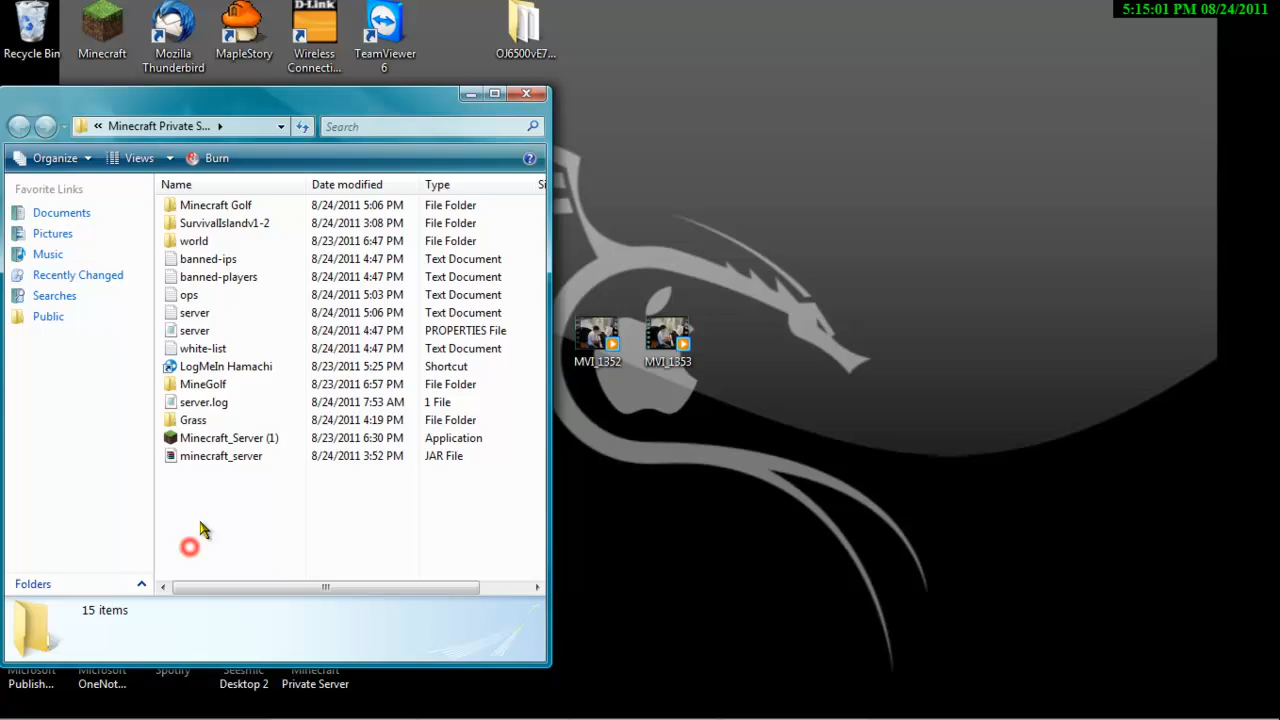 5:15:01 PM 08/24/2011
D-Link
Recycle Bin
Minecraft
Mozilla Thunderbird
MapleStory
Wireless Connecti...
TeamViewer 6
OJ6500vE7...
« Minecraft Private S...
Search
Organize
Views
Burn
Favorite Links
Documents
Pictures
Music
Recently Changed
Searches
Public
Folders
Name Date modified Type Si
Minecraft Golf 8/24/2011 5:06 PM File Folder
SurvivalIslandv1-2 8/24/2011 3:08 PM File Folder
world 8/23/2011 6:47 PM File Folder
banned-ips 8/24/2011 4:47 PM Text Document
banned-players 8/24/2011 4:47 PM Text Document
ops 8/24/2011 5:03 PM Text Document
server 8/24/2011 5:06 PM Text Document
server 8/24/2011 4:47 PM PROPERTIES File
white-list 8/24/2011 4:47 PM Text Document
LogMeIn Hamachi 8/23/2011 5:25 PM Shortcut
MineGolf 8/23/2011 6:57 PM File Folder
server.log 8/24/2011 7:53 AM 1 File
Grass 8/24/2011 4:19 PM File Folder
Minecraft_Server (1) 8/23/2011 6:30 PM Application
minecraft_server 8/24/2011 3:52 PM JAR File
15 items
MVI_1352
MVI_1353
Microsoft Publish...
Microsoft OneNot...
Spotify
Seesmic Desktop 2
Minecraft Private Server